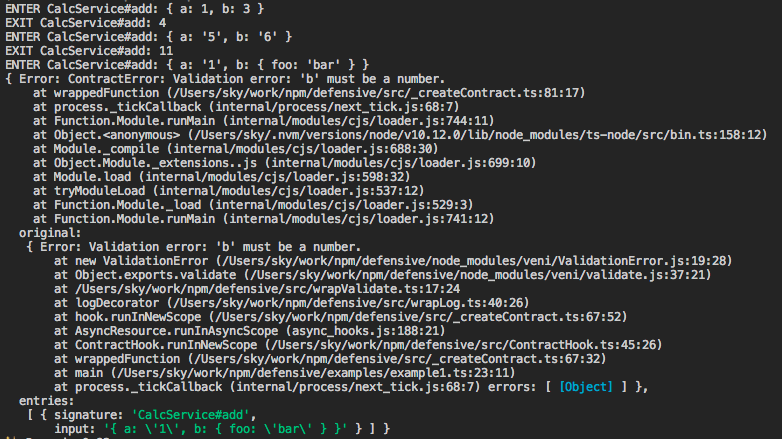 ENTER CalcService#add: { a: 1, b: 3 }
EXIT CalcService#add: 4
ENTER CalcService#add: { a: '5', b: '6' }
EXIT CalcService#add: 11
ENTER CalcService#add: { a: '1', b: { foo: 'bar' } }
{ Error: ContractError: Validation error: 'b' must be a number.
    at wrappedFunction (/Users/sky/work/npm/defensive/src/_createContract.ts:81:17)
    at process._tickCallback (internal/process/next_tick.js:68:7)
    at Function.Module.runMain (internal/modules/cjs/loader.js:744:11)
    at Object.<anonymous> (/Users/sky/.nvm/versions/node/v10.12.0/lib/node_modules/ts-node/src/bin.ts:158:12)
    at Module._compile (internal/modules/cjs/loader.js:688:30)
    at Object.Module._extensions..js (internal/modules/cjs/loader.js:699:10)
    at Module.load (internal/modules/cjs/loader.js:598:32)
    at tryModuleLoad (internal/modules/cjs/loader.js:537:12)
    at Function.Module._load (internal/modules/cjs/loader.js:529:3)
    at Function.Module.runMain (internal/modules/cjs/loader.js:741:12)
  original:
   { Error: Validation error: 'b' must be a number.
       at new ValidationError (/Users/sky/work/npm/defensive/node_modules/veni/ValidationError.js:19:28)
       at Object.exports.validate (/Users/sky/work/npm/defensive/node_modules/veni/validate.js:37:21)
       at /Users/sky/work/npm/defensive/src/wrapValidate.ts:17:24
       at logDecorator (/Users/sky/work/npm/defensive/src/wrapLog.ts:40:26)
       at hook.runInNewScope (/Users/sky/work/npm/defensive/src/_createContract.ts:67:52)
       at AsyncResource.runInAsyncScope (async_hooks.js:188:21)
       at ContractHook.runInNewScope (/Users/sky/work/npm/defensive/src/ContractHook.ts:45:26)
       at wrappedFunction (/Users/sky/work/npm/defensive/src/_createContract.ts:67:32)
       at main (/Users/sky/work/npm/defensive/examples/example1.ts:23:11)
       at process._tickCallback (internal/process/next_tick.js:68:7) errors: [ [Object] ] },
  entries:
   [ { signature: 'CalcService#add',
       input: '{ a: \'1\', b: { foo: \'bar\' } }' } ] }